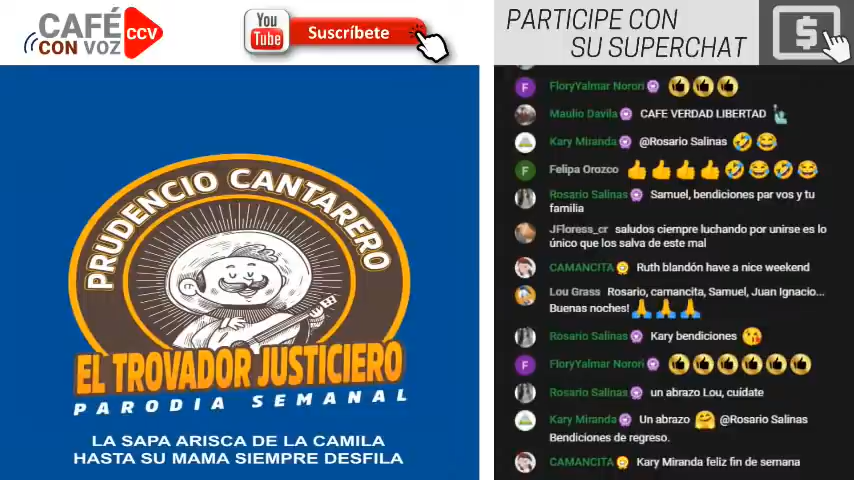 CAFÉ
CON VOZ
CCV
You
Tube
Suscríbete
PARTICIPE CON
SU SUPERCHAT
$
PRUDENCIO CANTARERO
EL TROVADOR JUSTICIERO
PARODIA SEMANAL
LA SAPA ARISCA DE LA CAMILA
HASTA SU MAMA SIEMPRE DESFILA
F FloryYalmar Norori
Maulio Davila CAFE VERDAD LIBERTAD
Kary Miranda @Rosario Salinas
F Felipa Orozco
Rosario Salinas Samuel, bendiciones par vos y tu
familia
JFloress_cr saludos ciempre luchando por unirse es lo
único que los salva de este mal
CAMANCITA Ruth blandón have a nice weekend
Lou Grass Rosario, camancita, Samuel, Juan Ignacio...
Buenas noches!
Rosario Salinas Kary bendiciones
F FloryYalmar Norori
Rosario Salinas un abrazo Lou, cuídate
Kary Miranda Un abrazo @Rosario Salinas
Bendiciones de regreso.
CAMANCITA Kary Miranda feliz fin de semana